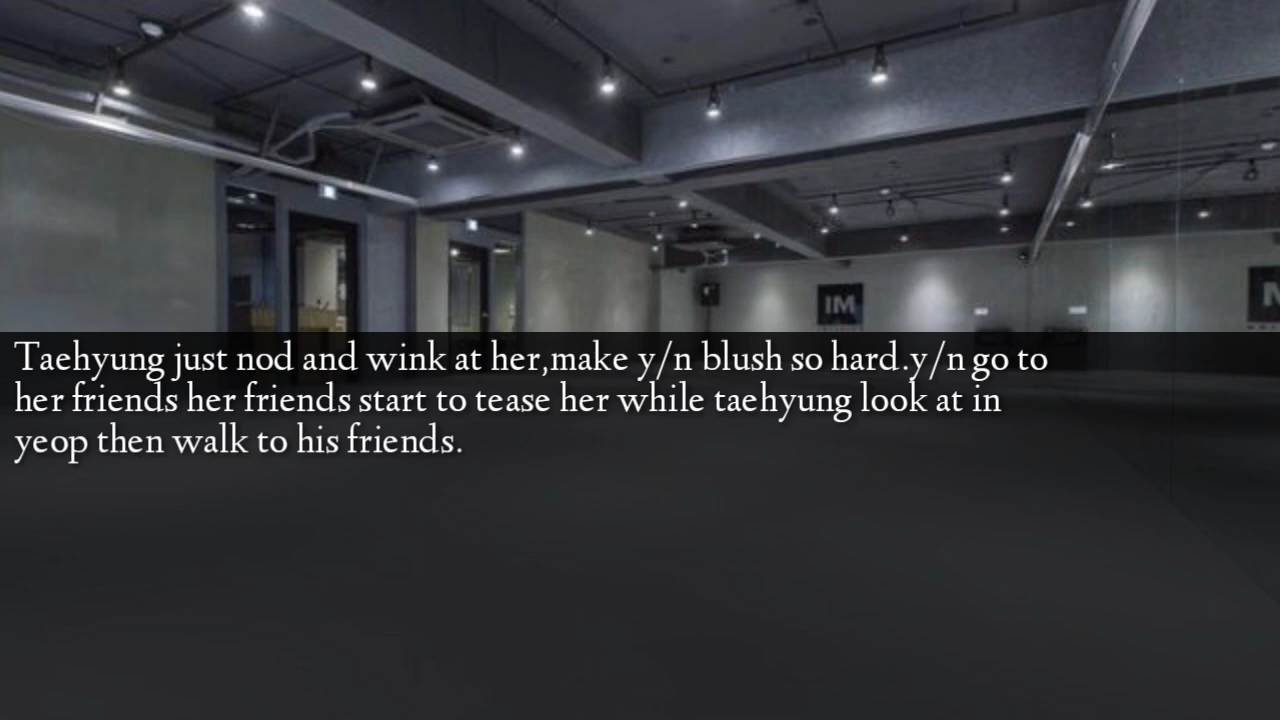 IM
Taehyung just nod and wink at her,make y/n blush so hard.y/n go to
her friends her friends start to tease her while taehyung look at in
yeop then walk to his friends.